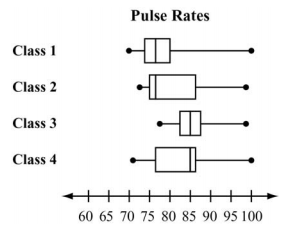 Pulse Rates
Class 1
Class 2
Class 3
Class 4
60 65 70 75 80 85 90 95 100